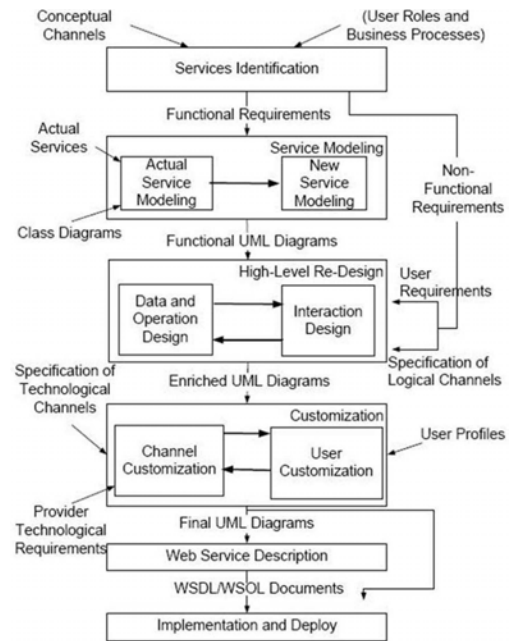 Conceptual
Channels
(User Roles and
Business Processes)
Services Identification
Functional Requirements
Actual
Services
Service Modeling
Actual
Service
Modeling
New
Service
Modeling
Non-
Functional
Requirements
Class Diagrams
Functional UML Diagrams
High-Level Re-Design
User
Requirements
Data and
Operation
Design
Interaction
Design
Specification of
Logical Channels
Specification of
Technological
Channels
Enriched UML Diagrams
Customization
Channel
Customization
User
Customization
User Profiles
Provider
Technological
Requirements
Final UML Diagrams
Web Service Description
WSDL/WSOL Documents
Implementation and Deploy